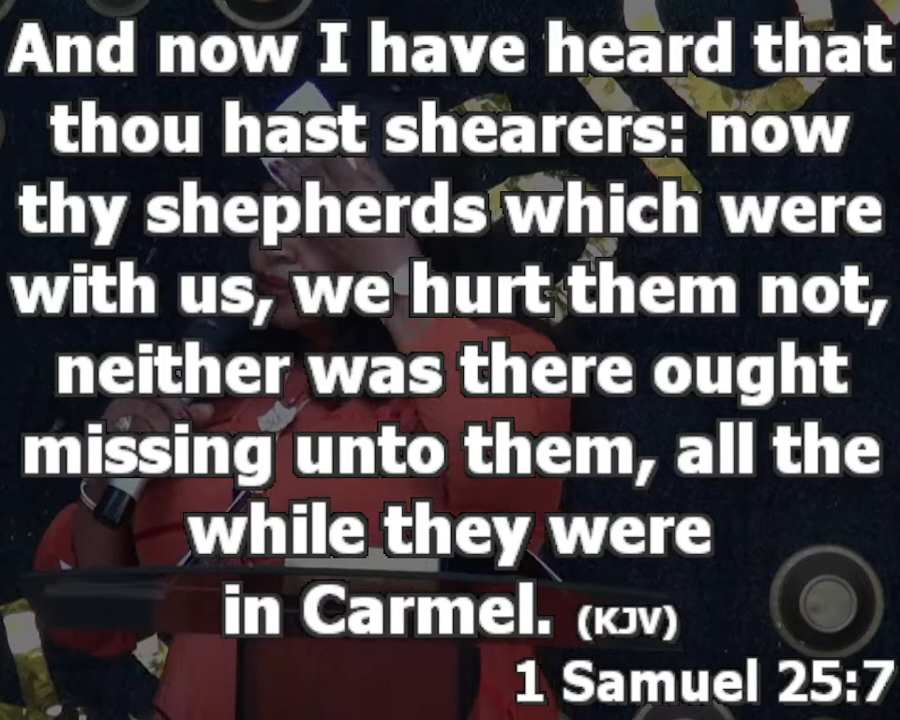 And now I have heard that
thou hast shearers: now
thy shepherds which were
with us, we hurt them not,
neither was there ought
missing unto them, all the
while they were
in Carmel. (KJV)
1 Samuel 25:7